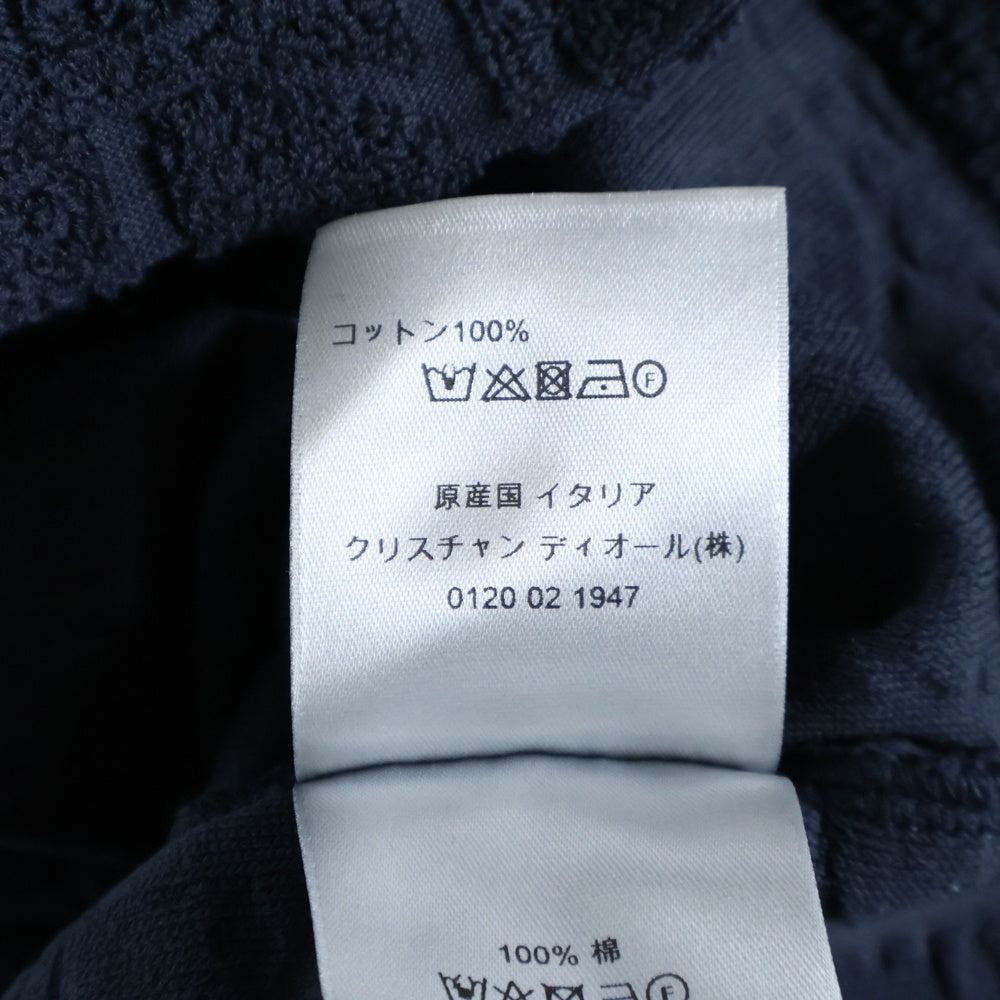 コットン100%
F
原産国 イタリア
クリスチャン ディオール(株)
0120 02 1947
100% 棉
F